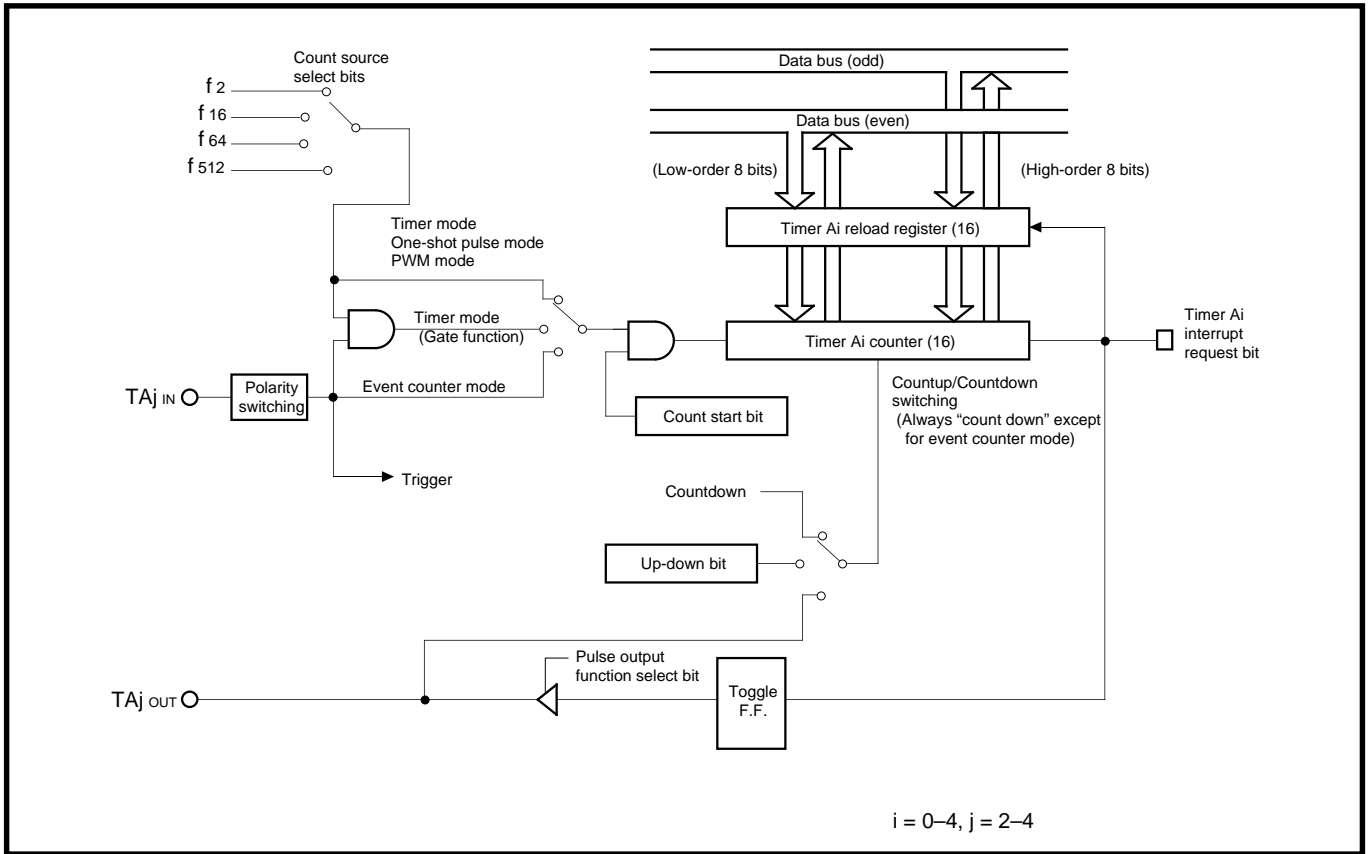 Count source
select bits
f 2
f 16
f 64
f 512
Data bus (odd)
Data bus (even)
(Low-order 8 bits)
(High-order 8 bits)
Timer Ai reload register (16)
Timer mode
One-shot pulse mode
PWM mode
Timer mode
(Gate function)
Timer Ai counter (16)
Timer Ai
interrupt
request bit
TAj IN
Polarity
switching
Event counter mode
Count start bit
Countup/Countdown
switching
(Always “count down” except
for event counter mode)
Trigger
Countdown
Up-down bit
Pulse output
function select bit
Toggle
F.F.
TAj OUT
i = 0–4, j = 2–4